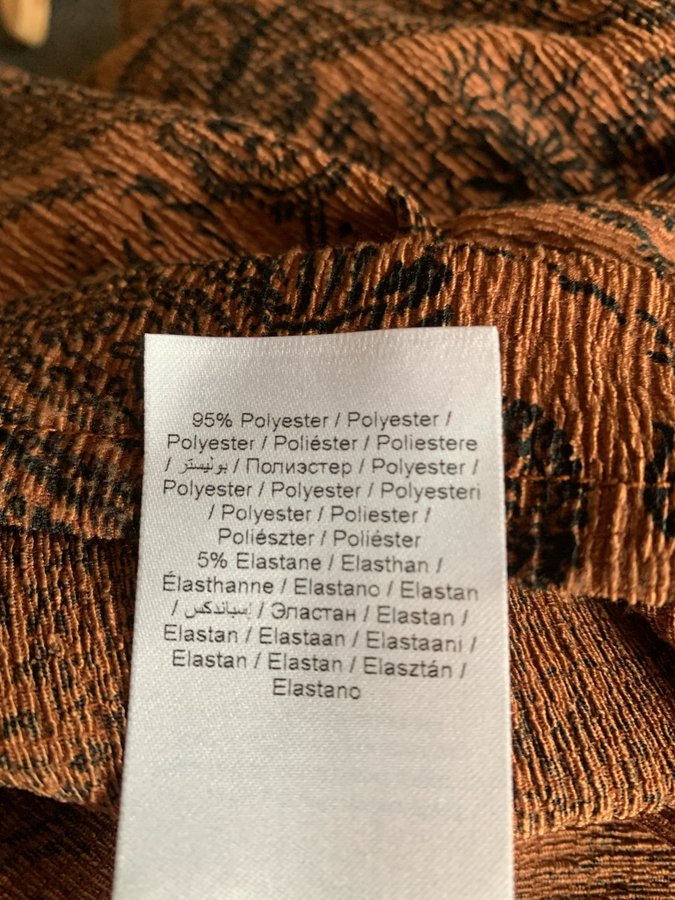 95% Polyester / Polyester /
Polyester / Poliéster / Poliestere
/ بوليستر / Полиэстер / Polyester /
Polyester / Polyester / Polyesteri
/ Polyester / Poliester /
Poliészter / Poliéster
5% Elastane / Elasthan /
Élasthanne / Elastano / Elastan
/ إسباندكس / Эластан / Elastan /
Elastan / Elastaan / Elastaani /
Elastan / Elastan / Elasztán /
Elastano